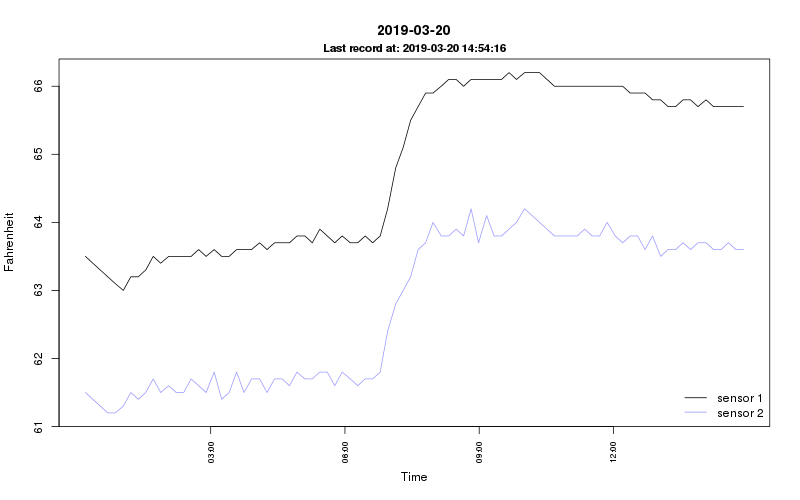 2019-03-20
Last record at: 2019-03-20 14:54:16
Fahrenheit
66
65
64
63
62
61
03:00
06:00
09:00
12:00
Time
sensor 1
sensor 2